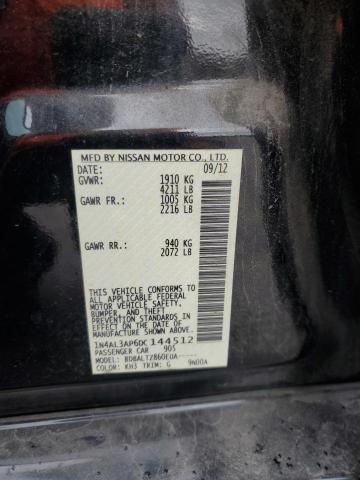 MFD BY NISSAN MOTOR CO., LTD.
DATE: 09/12
GVWR: 1910 KG
4211 LB
GAWR FR: 1005 KG
2216 LB
GAWR RR: 940 KG
2072 LB
THIS VEHICLE CONFORMS TO ALL
APPLICABLE FEDERAL MOTOR
VEHICLE SAFETY,
BUMPER, AND THEFT
PREVENTION STANDARDS IN
EFFECT ON THE DATE OF
MANUFACTURE SHOWN ABOVE.
1N4AL3AP6DC144512
PASSENGER CAR 905
MODEL: BDBALTZ860EUA-----
COLOR: KH3 TRIM: G 9N00A